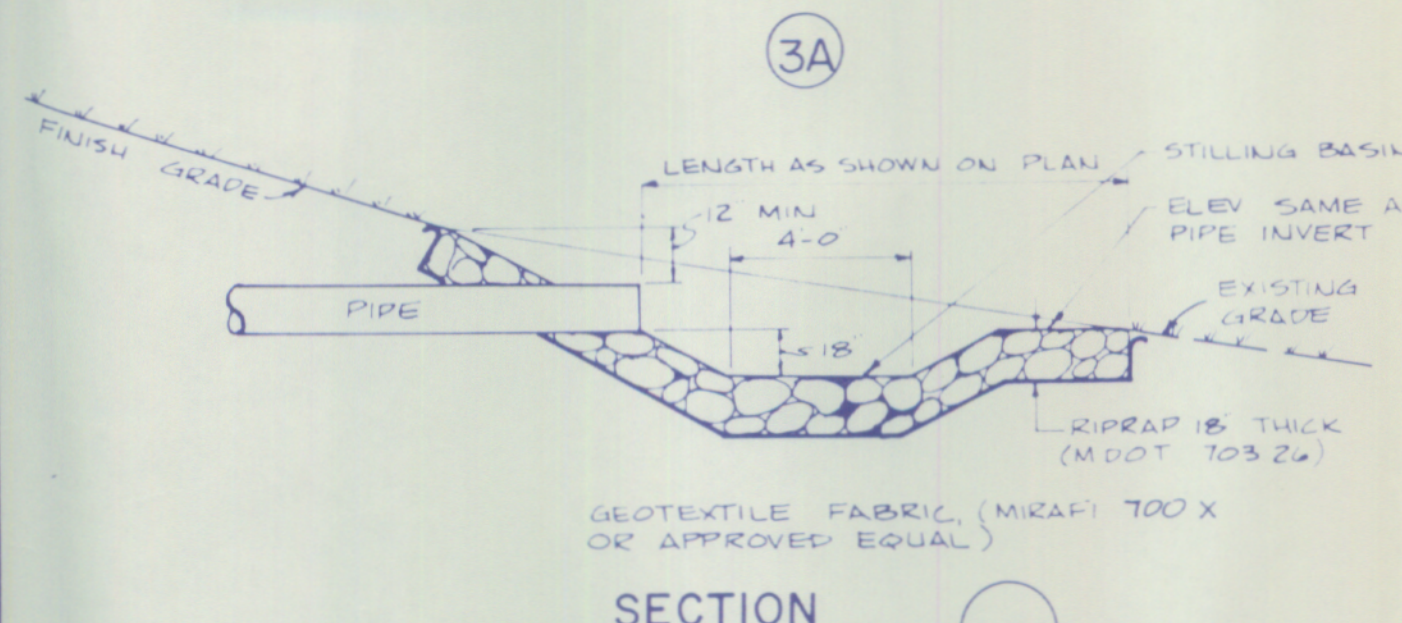 3A
FINISH GRADE
LENGTH AS SHOWN ON PLAN
STILLING BASIN
12" MIN
4'-0"
ELEV SAME A
PIPE INVERT
EXISTING
GRADE
PIPE
18"
RIPRAP 18" THICK
(MDOT 703 26)
GEOTEXTILE FABRIC, (MIRAFI 700 X
OR APPROVED EQUAL)
SECTION